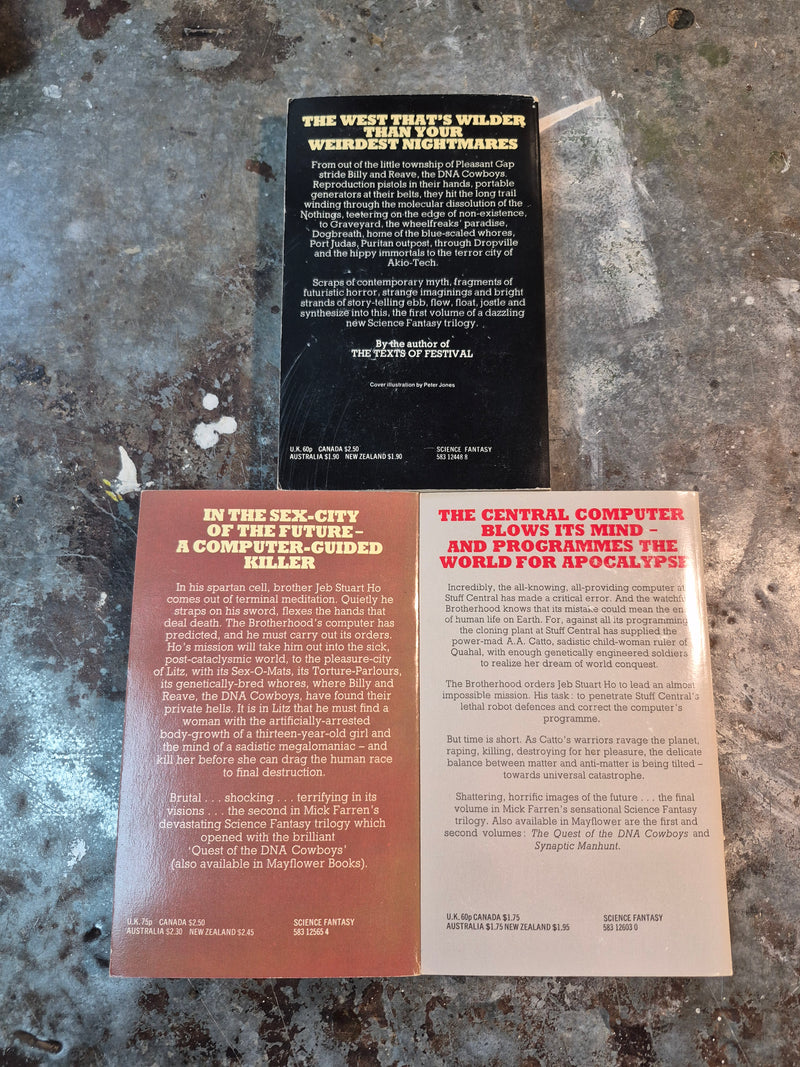 THE WEST THAT'S WILDER
THAN YOUR
WEIRDEST NIGHTMARES
From out of the little township of Pleasant Gap
stride Billy and Reave, the DNA Cowboys.
Reproduction pistols in their hands, portable
generators at their belts, they hit the long trail
winding through the molecular dissolution of the
Nothings, teetering on the edge of non-existence,
to Graveyard, the wheelfreaks' paradise,
Dogbreath, home of the blue-scaled whores,
Port Judas, Puritan outpost, through Dropville
and the hippy immortals to the terror city of
Akio-Tech.
Scraps of contemporary myth, fragments of
futuristic horror, strange imaginings and bright
strands of story-telling ebb, flow, float, jostle and
synthesize into this, the first volume of a dazzling
new Science Fantasy trilogy.
By the author of
THE TEXTS OF FESTIVAL
Cover illustration by Peter Jones
U.K. 60p CANADA $2.50
AUSTRALIA $1.90 NEW ZEALAND $1.90
SCIENCE FANTASY
583 12448 8
IN THE SEX-CITY
OF THE FUTURE –
A COMPUTER-GUIDED
KILLER
In his spartan cell, brother Jeb Stuart Ho
comes out of terminal meditation. Quietly he
straps on his sword, flexes the hands that
deal death. The Brotherhood's computer has
predicted, and he must carry out its orders.
Ho's mission will take him out into the sick,
post-cataclysmic world, to the pleasure-city
of Litz, with its Sex-O-Mats, its Torture-Parlours,
its genetically-bred whores, where Billy and
Reave, the DNA Cowboys, have found their
private hells. It is in Litz that he must find a
woman with the artificially-arrested
body-growth of a thirteen-year-old girl and
the mind of a sadistic megalomaniac – and
kill her before she can drag the human race
to final destruction.
Brutal . . . shocking . . . terrifying in its
visions . . . the second in Mick Farren's
devastating Science Fantasy trilogy which
opened with the brilliant
'Quest of the DNA Cowboys'
(also available in Mayflower Books).
U.K. 75p CANADA $2.50
AUSTRALIA $2.30 NEW ZEALAND $2.45
SCIENCE FANTASY
583 12565 4
THE CENTRAL COMPUTER
BLOWS ITS MIND –
AND PROGRAMMES THE
WORLD FOR APOCALYPSE
Incredibly, the all-knowing, all-providing computer at
Stuff Central has made a critical error. And the watchfu
Brotherhood knows that its mistake could mean the en
of human life on Earth. For, against all its programming
the cloning plant at Stuff Central has supplied the
power-mad A.A. Catto, sadistic child-woman ruler of
Quahal, with enough genetically engineered soldiers
to realize her dream of world conquest.
The Brotherhood orders Jeb Stuart Ho to lead an almost
impossible mission. His task: to penetrate Stuff Central's
lethal robot defences and correct the computer's
programme.
But time is short. As Catto's warriors ravage the planet,
raping, killing, destroying for her pleasure, the delicate
balance between matter and anti-matter is being tilted –
towards universal catastrophe.
Shattering, horrific images of the future . . . the final
volume in Mick Farren's sensational Science Fantasy
trilogy. Also available in Mayflower are the first and
second volumes: The Quest of the DNA Cowboys and
Synaptic Manhunt.
U.K. 60p CANADA $1.75
AUSTRALIA $1.75 NEW ZEALAND $1.95
SCIENCE FANTASY
583 12603 0